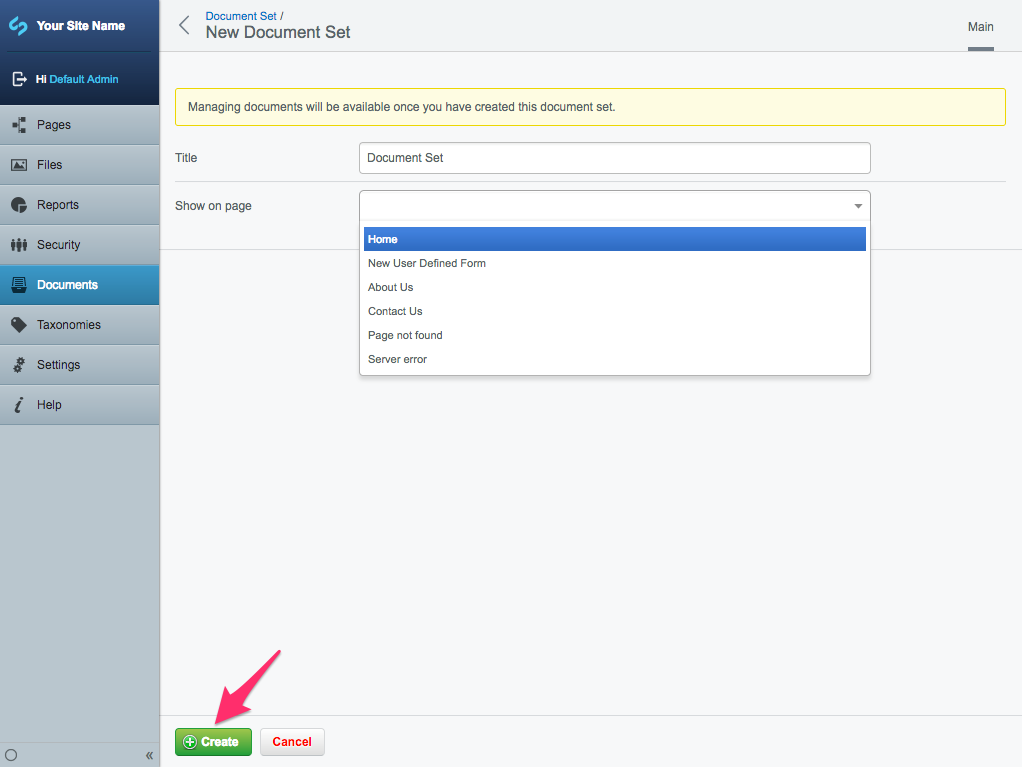 Your Site Name
Hi Default Admin
Pages
Files
Reports
Security
Documents
Taxonomies
Settings
Help
«
Document Set /
New Document Set
Main
Managing documents will be available once you have created this document set.
Title
Document Set
Show on page
Home
New User Defined Form
About Us
Contact Us
Page not found
Server error
Create
Cancel